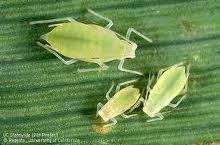 UC Statewide IPM Project
© Regents, University of California